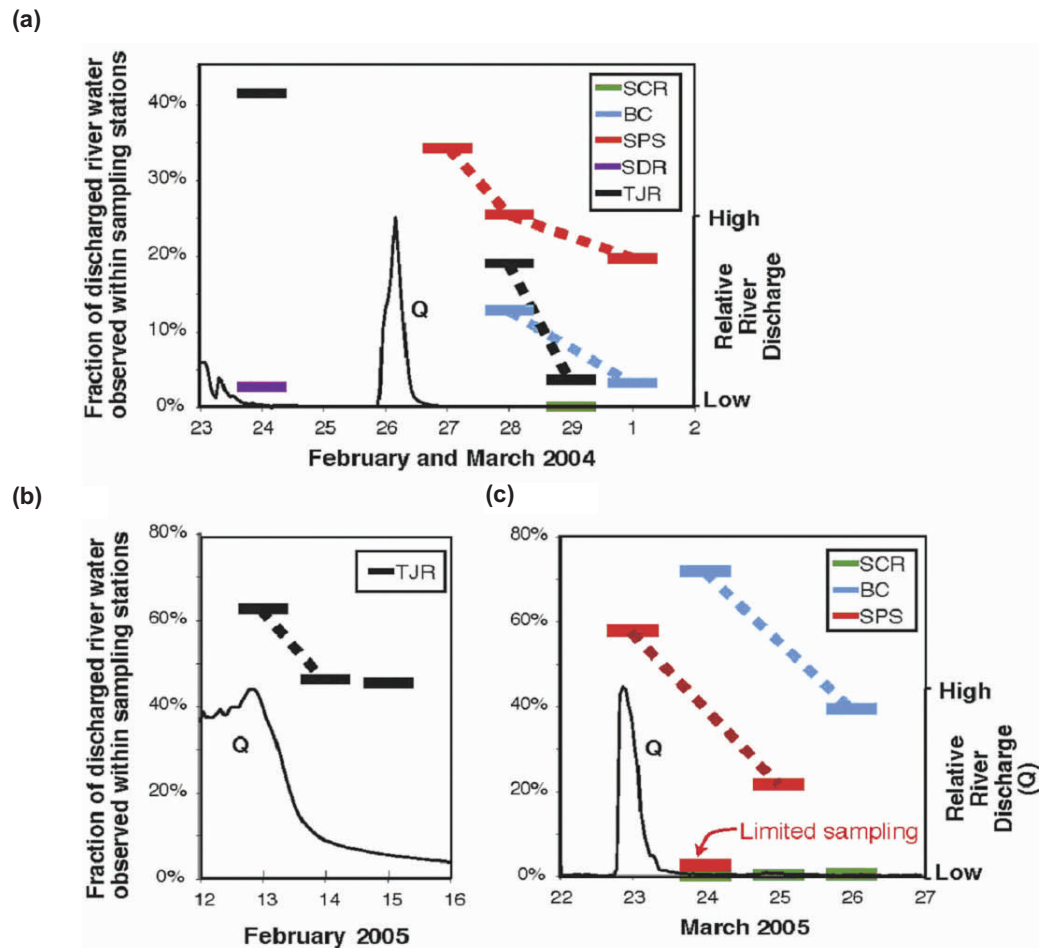 (a)
Fraction of discharged river water
observed within sampling stations
40%
30%
20%
10%
0%
SCR
BC
SPS
SDR
TJR
Q
High
Relative
River
Discharge
Low
23 24 25 26 27 28 29 1 2
February and March 2004
(b)
Fraction of discharged river water
observed within sampling stations
80%
60%
40%
20%
0%
TJR
Q
12 13 14 15 16
February 2005
(c)
80%
60%
40%
20%
0%
SCR
BC
SPS
Q
Limited sampling
High
Relative
River
Discharge
(Q)
Low
22 23 24 25 26 27
March 2005